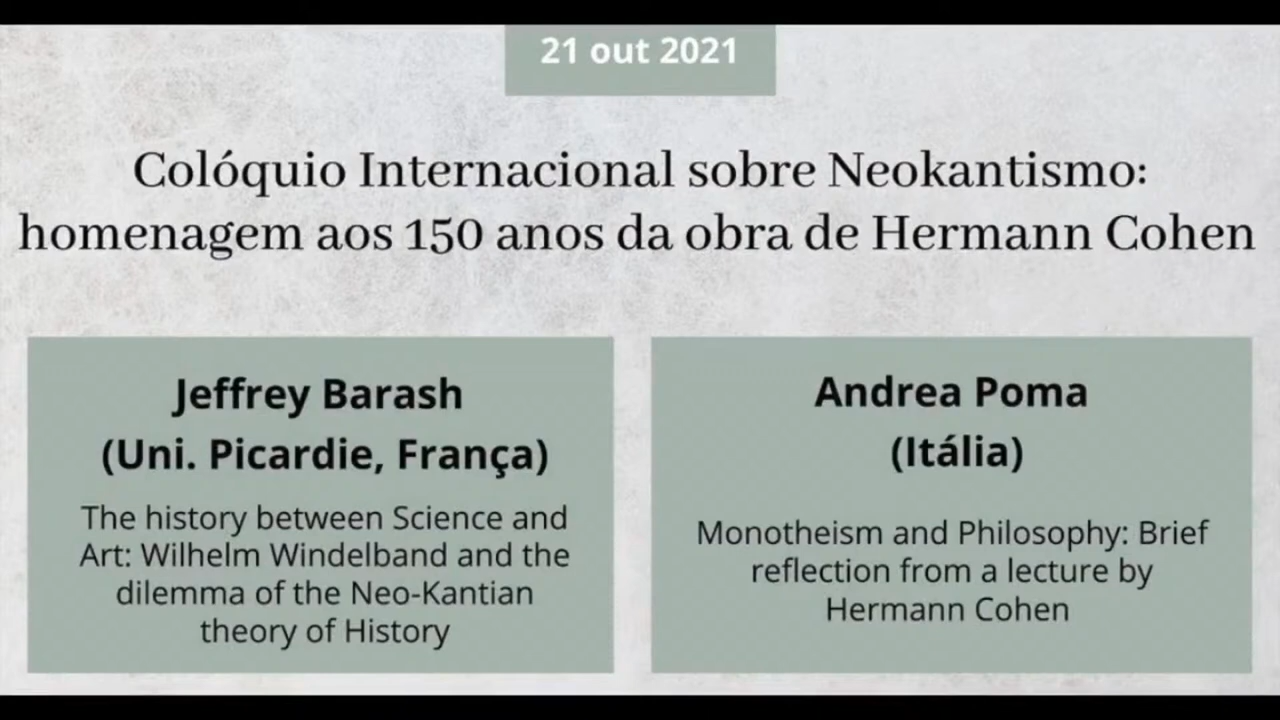 21 out 2021
Colóquio Internacional sobre Neokantismo:
homenagem aos 150 anos da obra de Hermann Cohen
Jeffrey Barash
(Uni. Picardie, França)
The history between Science and
Art: Wilhelm Windelband and the
dilemma of the Neo-Kantian
theory of History
Andrea Poma
(Itália)
Monotheism and Philosophy: Brief
reflection from a lecture by
Hermann Cohen